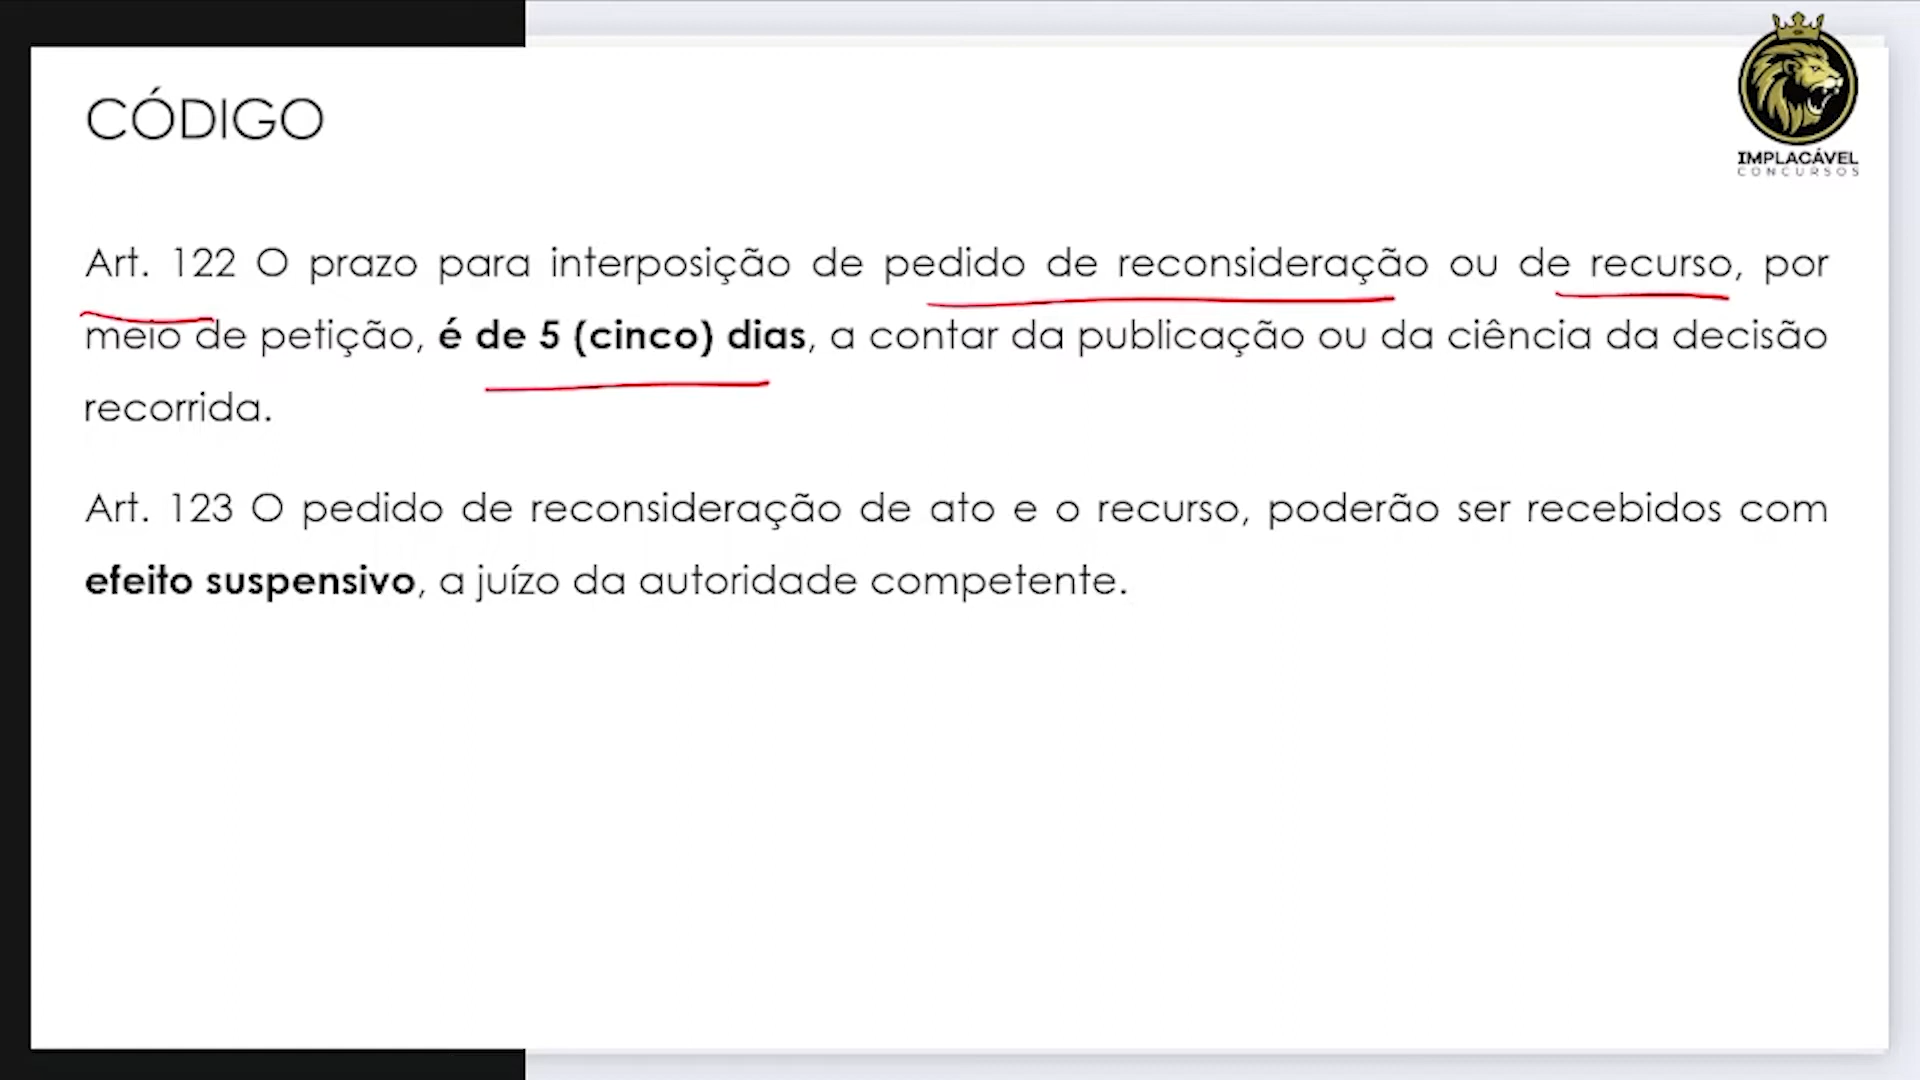 CÓDIGO
IMPLACÁVEL
CONCURSOS
Art. 122 O prazo para interposição de pedido de reconsideração ou de recurso, por
meio de petição, é de 5 (cinco) dias, a contar da publicação ou da ciência da decisão
recorrida.
Art. 123 O pedido de reconsideração de ato e o recurso, poderão ser recebidos com
efeito suspensivo, a juízo da autoridade competente.